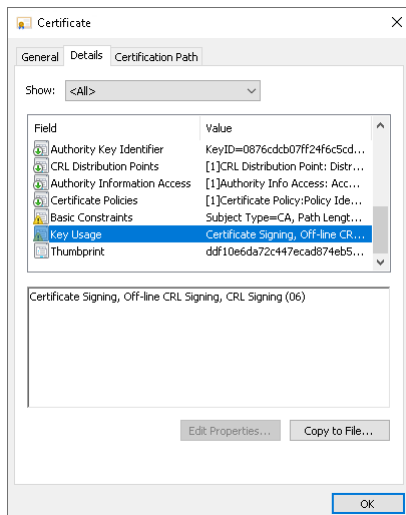 Certificate
General Details Certification Path
Show: <All>
Field Value
Authority Key Identifier KeyID=0876cdcb07ff24f6c5cd...
CRL Distribution Points [1]CRL Distribution Point: Distr...
Authority Information Access [1]Authority Info Access: Acc...
Certificate Policies [1]Certificate Policy:Policy Ide...
Basic Constraints Subject Type=CA, Path Lengt...
Key Usage Certificate Signing, Off-line CR...
Thumbprint ddf10e6da72c447ecad874eb5...
Certificate Signing, Off-line CRL Signing, CRL Signing (06)
Edit Properties... Copy to File...
OK